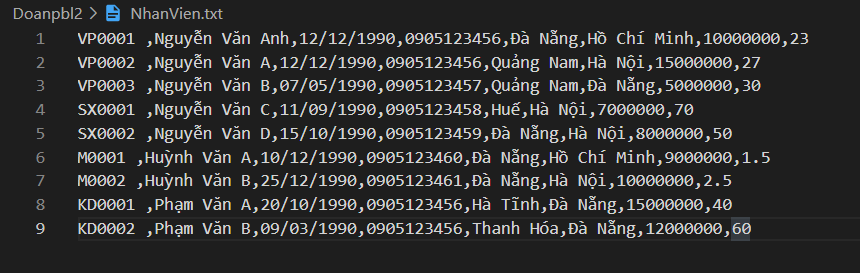 Doanpbl2 > NhanVien.txt
1 VP0001 ,Nguyễn Văn Anh,12/12/1990,0905123456,Đà Nẵng,Hồ Chí Minh,10000000,23
2 VP0002 ,Nguyễn Văn A,12/12/1990,0905123456,Quảng Nam,Hà Nội,15000000,27
3 VP0003 ,Nguyễn Văn B,07/05/1990,0905123457,Quảng Nam,Đà Nẵng,5000000,30
4 SX0001 ,Nguyễn Văn C,11/09/1990,0905123458,Huế,Hà Nội,7000000,70
5 SX0002 ,Nguyễn Văn D,15/10/1990,0905123459,Đà Nẵng,Hà Nội,8000000,50
6 M0001 ,Huỳnh Văn A,10/12/1990,0905123460,Đà Nẵng,Hồ Chí Minh,9000000,1.5
7 M0002 ,Huỳnh Văn B,25/12/1990,0905123461,Đà Nẵng,Hà Nội,10000000,2.5
8 KD0001 ,Phạm Văn A,20/10/1990,0905123456,Hà Tĩnh,Đà Nẵng,15000000,40
9 KD0002 ,Phạm Văn B,09/03/1990,0905123456,Thanh Hóa,Đà Nẵng,12000000,60